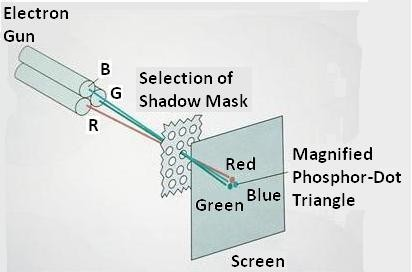 Electron
Gun
B
G
R
Selection of
Shadow Mask
Red
Green
Blue
Magnified
Phosphor-Dot
Triangle
Screen